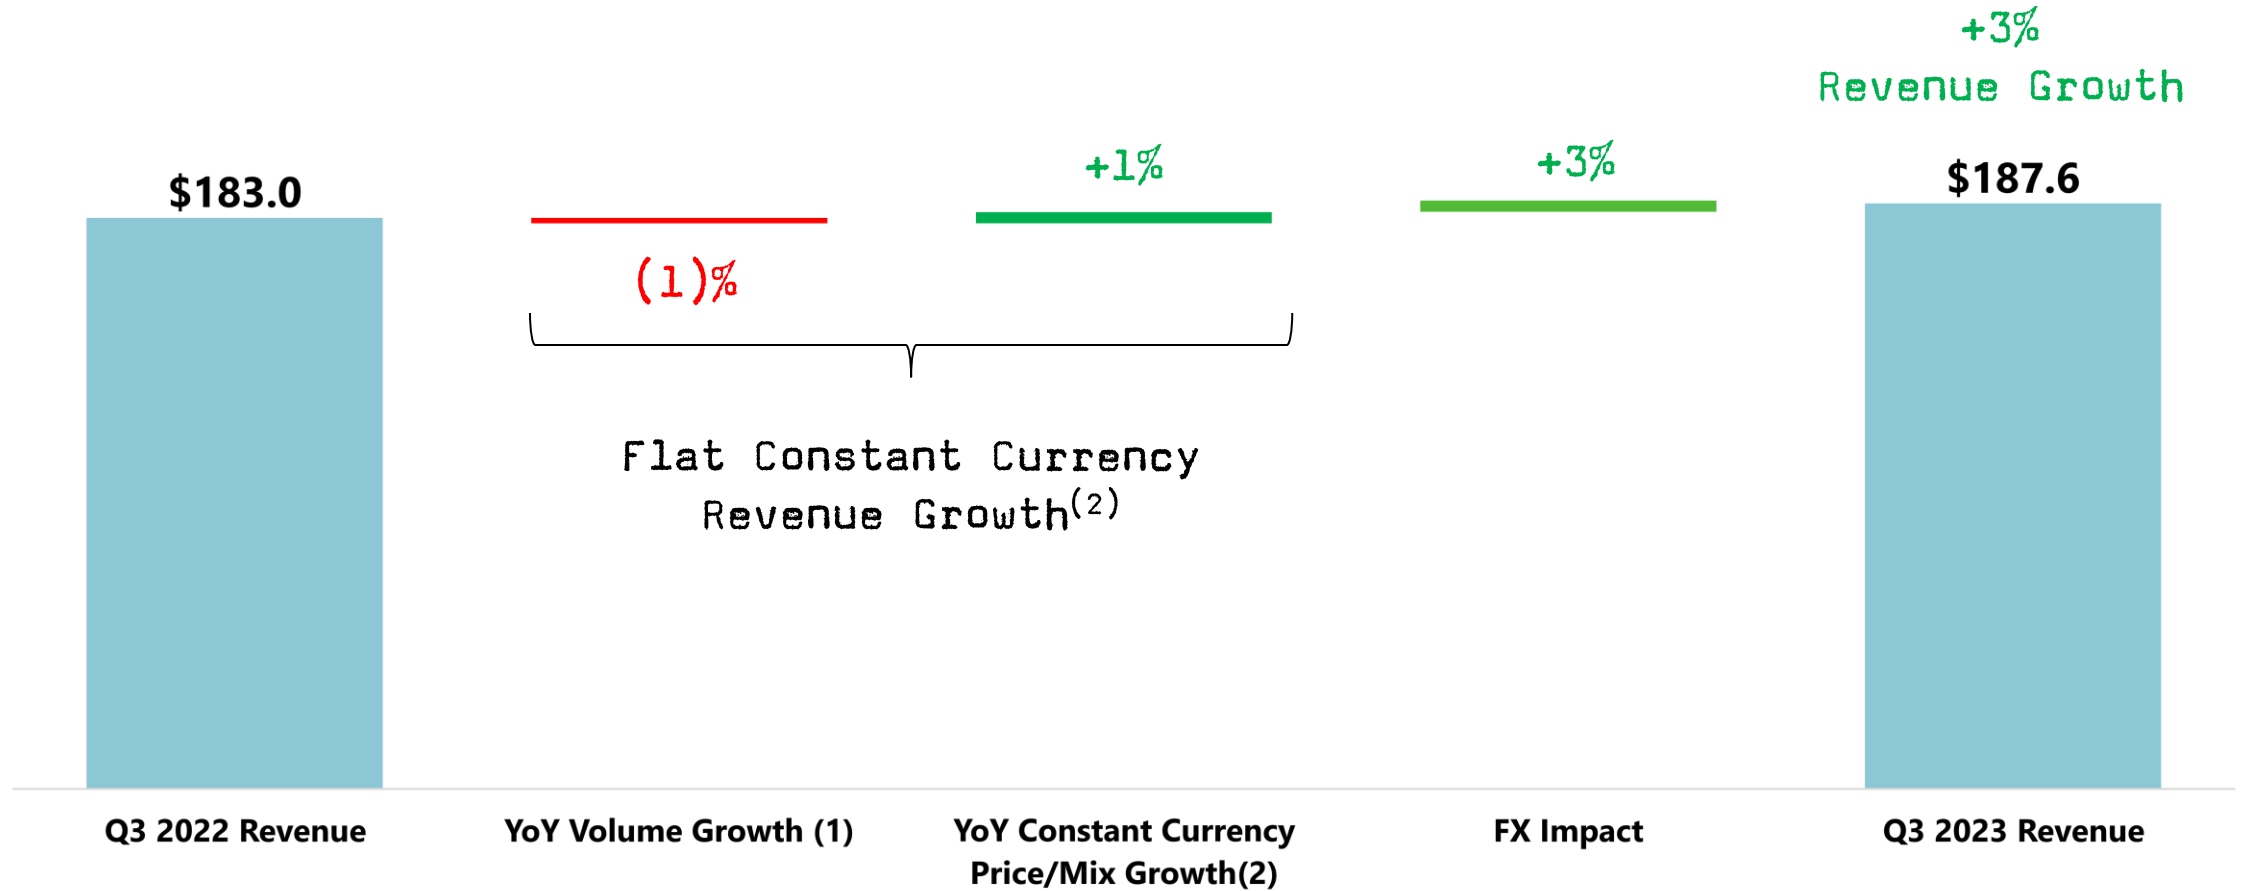 +3%
Revenue Growth
$183.0
(1)%
+1%
+3%
$187.6
Flat Constant Currency
Revenue Growth(2)
Q3 2022 Revenue
YoY Volume Growth (1)
YoY Constant Currency
Price/Mix Growth(2)
FX Impact
Q3 2023 Revenue